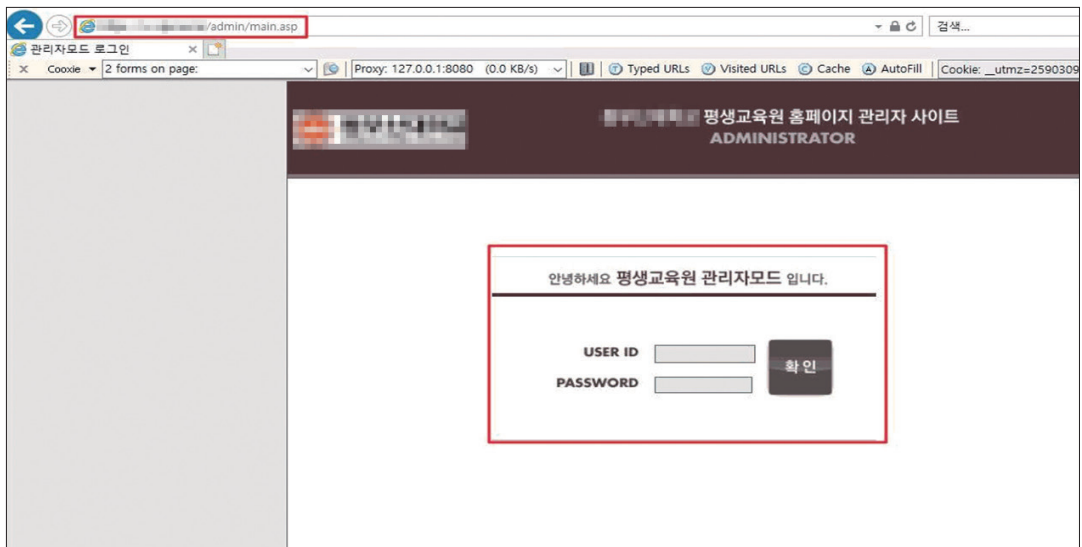 /admin/main.asp
검색...
관리자모드 로그인
x Cooxie 2 forms on page: Proxy: 127.0.0.1:8080 (0.0 KB/s) Typed URLs Visited URLs Cache AutoFill Cookie: __utmz=2590309
평생교육원 홈페이지 관리자 사이트
ADMINISTRATOR
안녕하세요 평생교육원 관리자모드 입니다.
USER ID
확인
PASSWORD